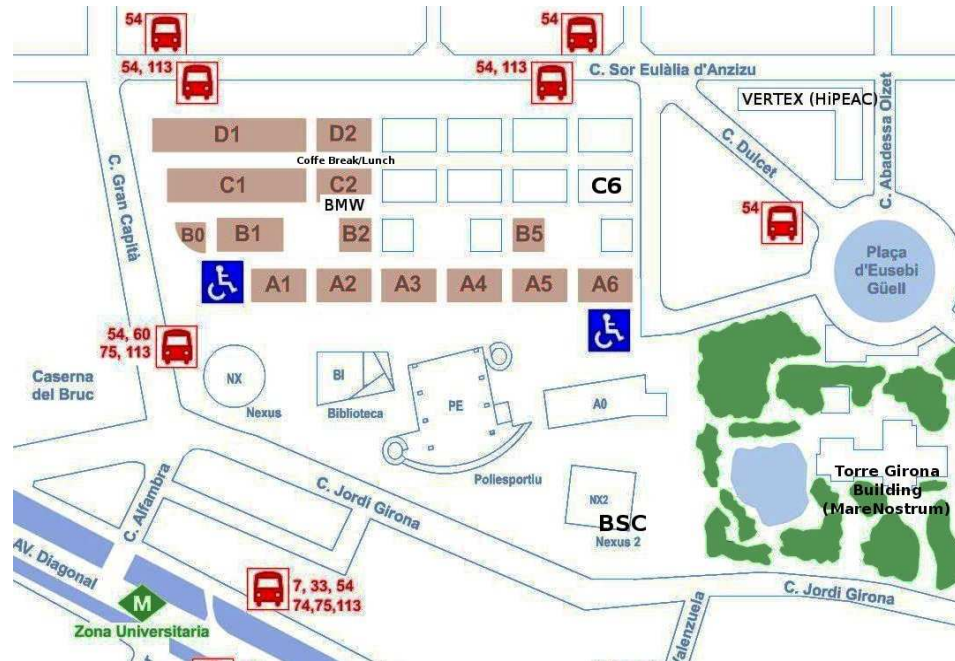 54
54
54, 113
54, 113
C. Sor Eulàlia d'Anzizu
VERTEX (HiPEAC)
C. Abadessa Olzet
C. Dulcet
D1
D2
Coffe Break/Lunch
C. Gran Capità
C1
C2
C6
BMW
54
B0
B1
B2
B5
Plaça
d'Eusebi
Güell
A1
A2
A3
A4
A5
A6
54, 60
75, 113
Caserna
del Bruc
NX
Nexus
BI
Biblioteca
PE
A0
Poliesportiu
C. Jordi Girona
NX2
BSC
Nexus 2
Torre Girona
Building
(MareNostrum)
C. Alfambra
AV. Diagonal
M
Zona Universitaria
7, 33, 54
74,75,113
C. Jordi Girona
Valenzuela